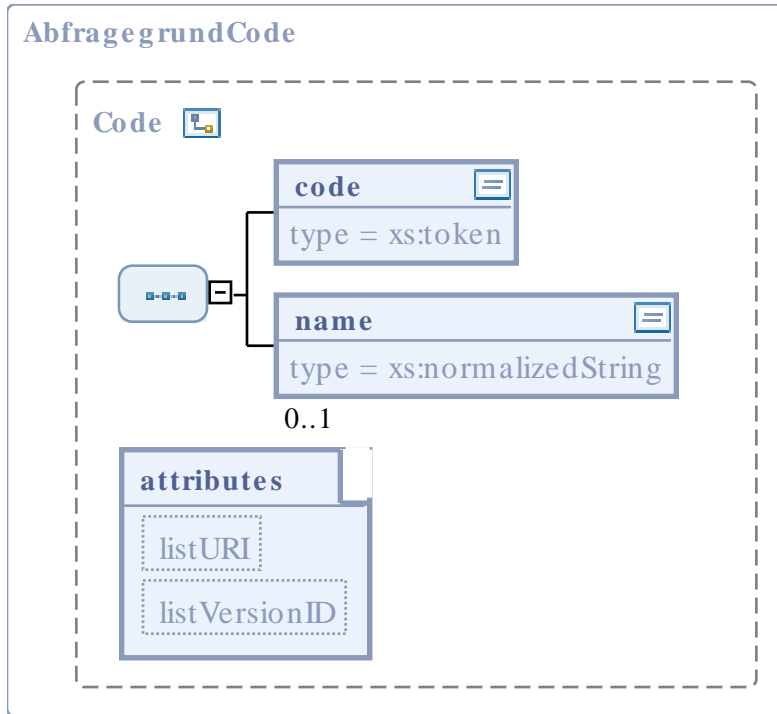 AbfragegrundCode
Code
code
type = xs:token
name
type = xs:normalizedString
0..1
attributes
listURI
listVersionID